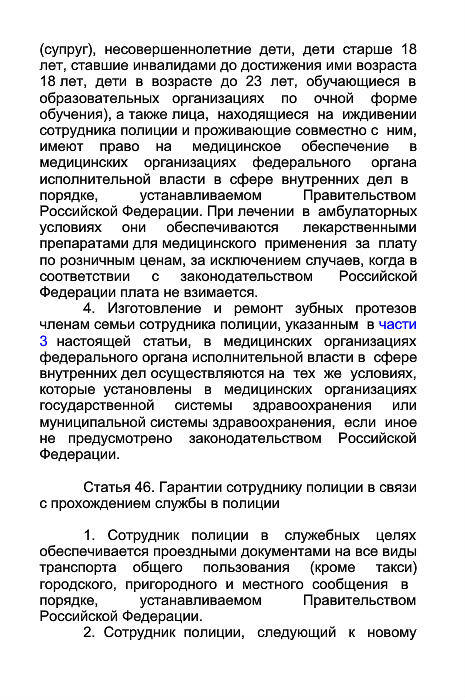 (супруг), несовершеннолетние дети, дети старше 18
лет, ставшие инвалидами до достижения ими возраста
18 лет, дети в возрасте до 23 лет, обучающиеся в
образовательных организациях по очной форме
обучения), а также лица, находящиеся на иждивении
сотрудника полиции и проживающие совместно с ним,
имеют право на медицинское обеспечение в
медицинских организациях федерального органа
исполнительной власти в сфере внутренних дел в
порядке, устанавливаемом Правительством
Российской Федерации. При лечении в амбулаторных
условиях они обеспечиваются лекарственными
препаратами для медицинского применения за плату
по розничным ценам, за исключением случаев, когда в
соответствии с законодательством Российской
Федерации плата не взимается.
4. Изготовление и ремонт зубных протезов
членам семьи сотрудника полиции, указанным в части
3 настоящей статьи, в медицинских организациях
федерального органа исполнительной власти в сфере
внутренних дел осуществляются на тех же условиях,
которые установлены в медицинских организациях
государственной системы здравоохранения или
муниципальной системы здравоохранения, если иное
не предусмотрено законодательством Российской
Федерации.
Статья 46. Гарантии сотруднику полиции в связи
с прохождением службы в полиции
1. Сотрудник полиции в служебных целях
обеспечивается проездными документами на все виды
транспорта общего пользования (кроме такси)
городского, пригородного и местного сообщения в
порядке, устанавливаемом Правительством
Российской Федерации.
2. Сотрудник полиции, следующий к новому